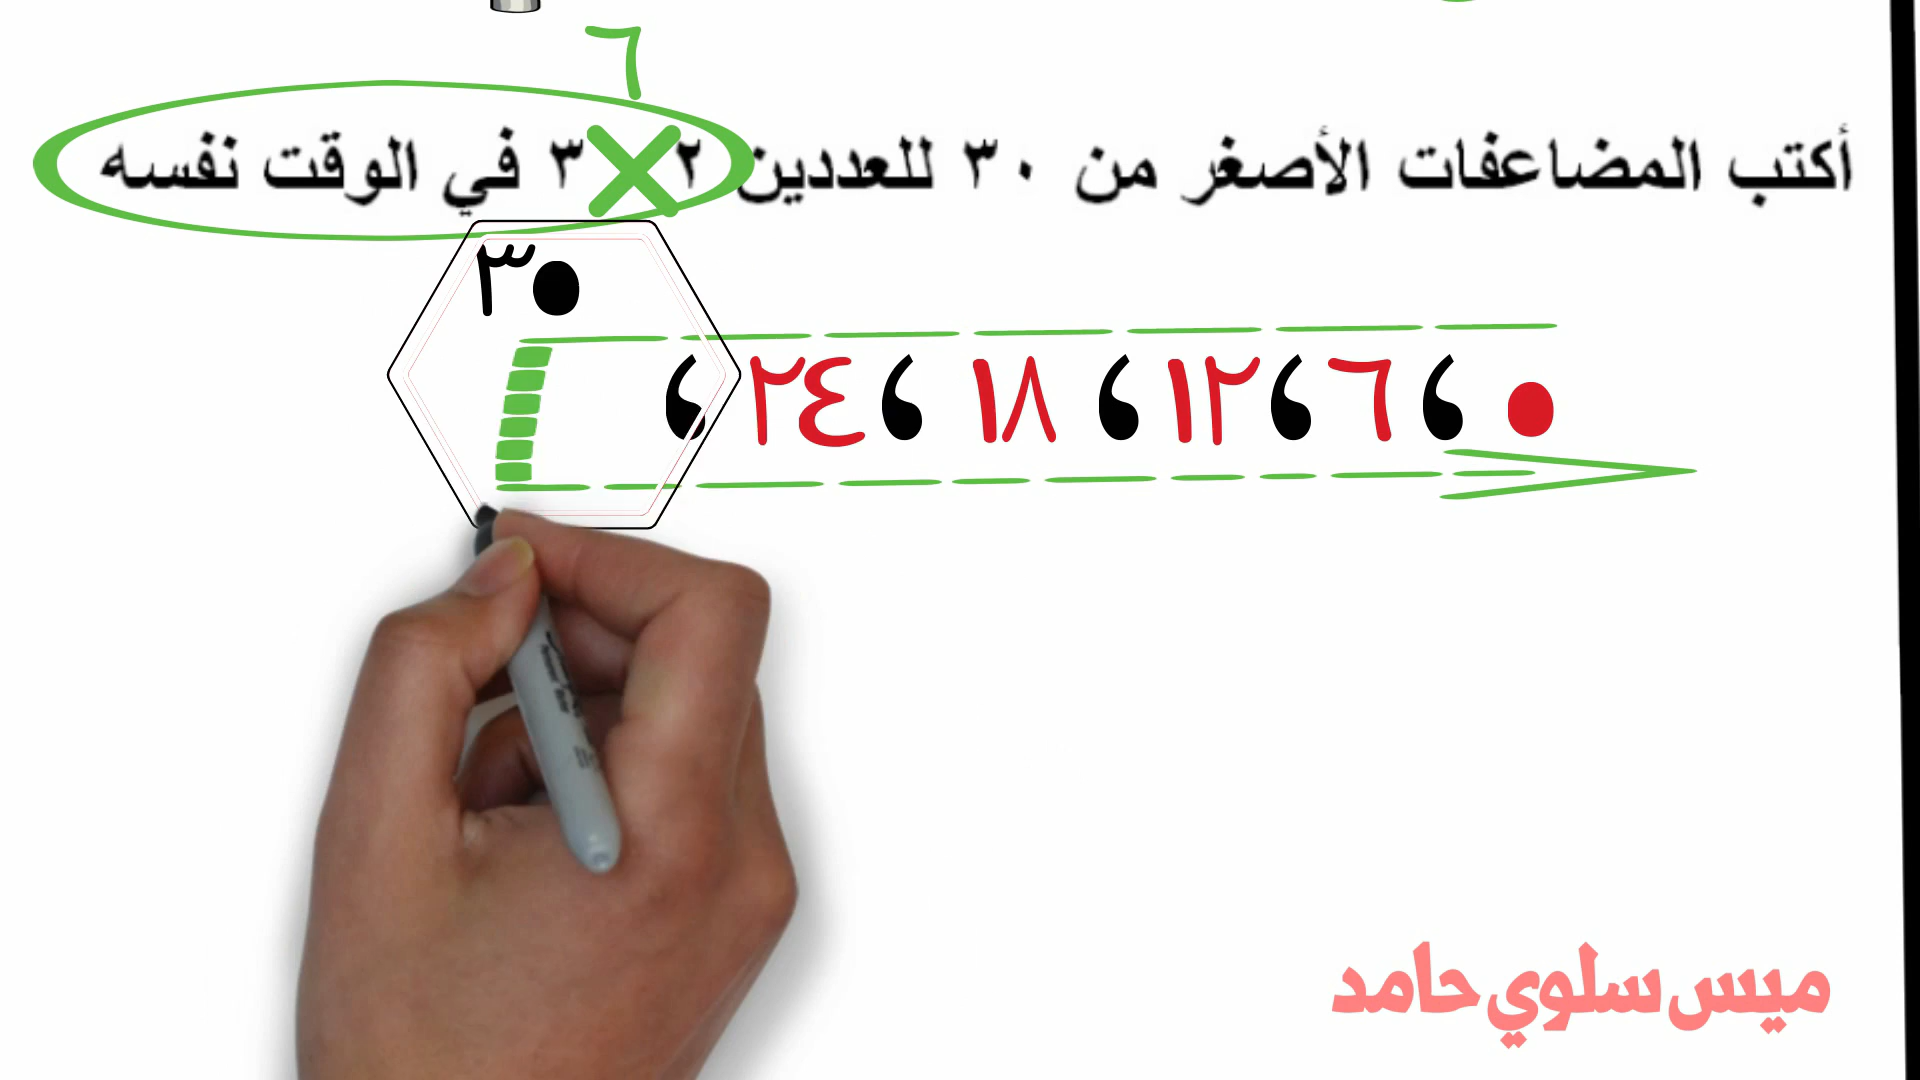 ٦
أكتب المضاعفات الأصغر من ٣٠ للعددين ٢ × ٣ في الوقت نفسه
٣٠
٠ ، ٦ ، ١٢ ، ١٨ ، ٢٤ ،
ميس سلوي حامد